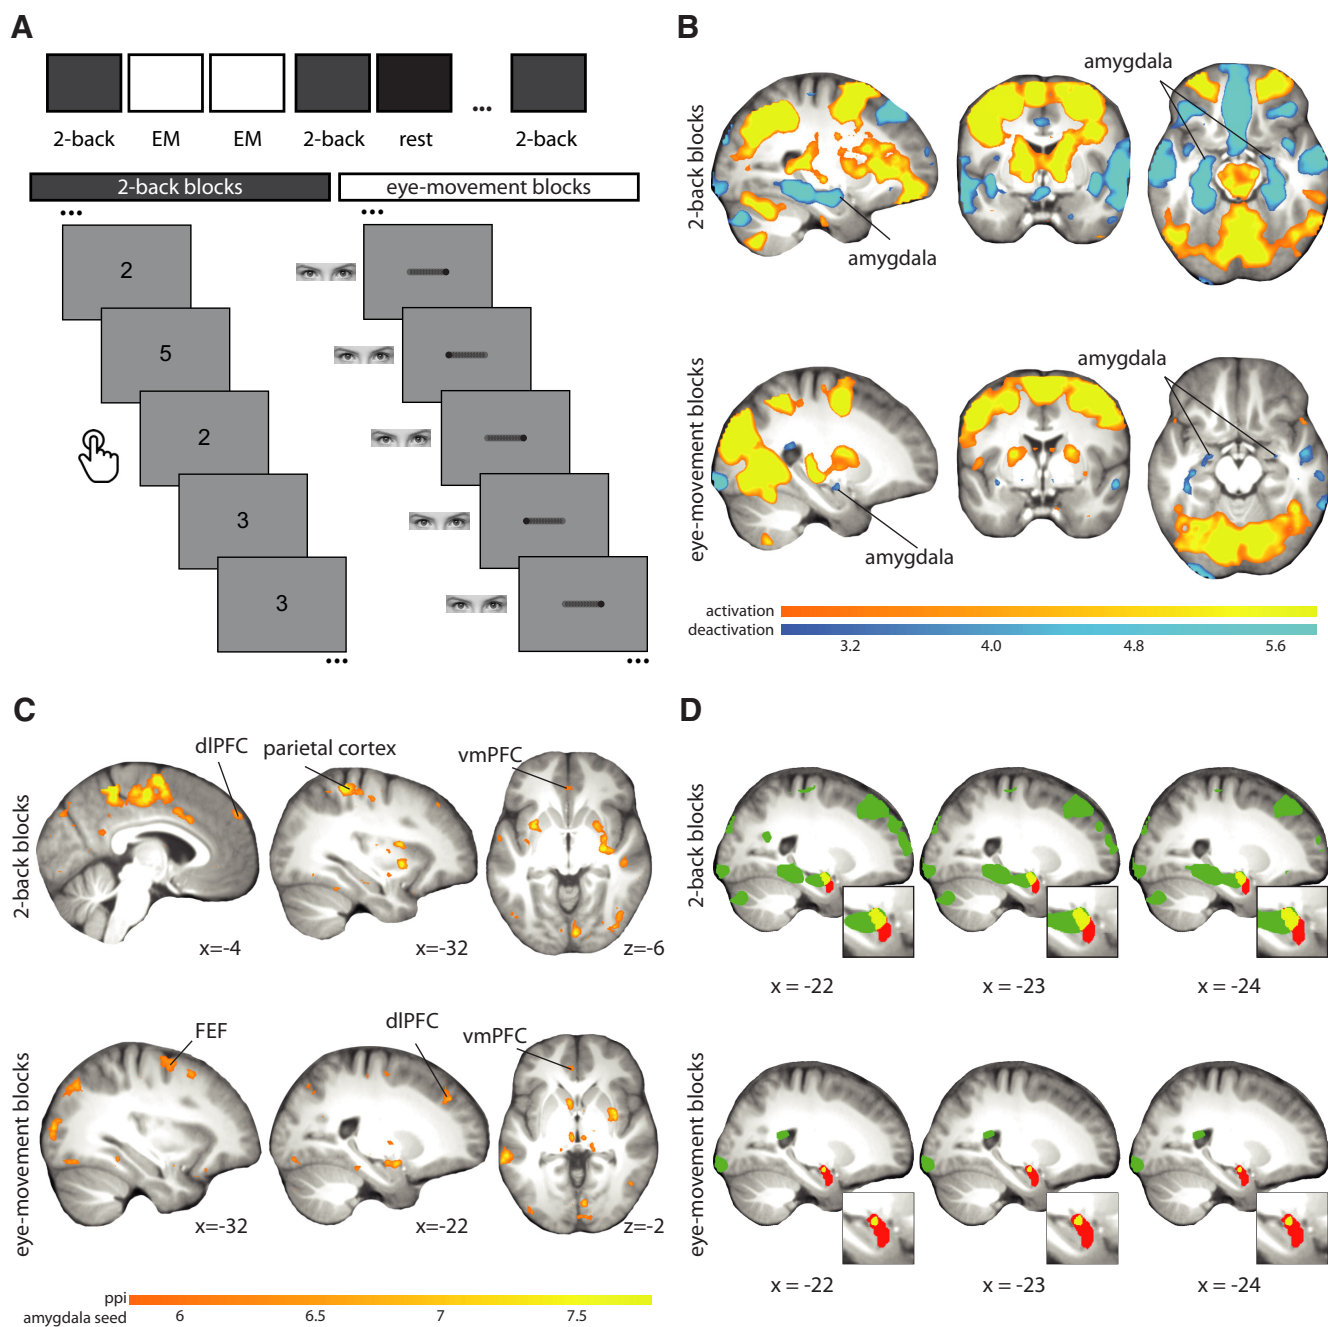 A
2-back
EM
EM
2-back
rest
...
2-back
2-back blocks
eye-movement blocks
...
...
2
5
2
3
3
...
...
B
2-back blocks
amygdala
amygdala
eye-movement blocks
amygdala
amygdala
activation
deactivation
3.2
4.0
4.8
5.6
C
2-back blocks
dlPFC
parietal cortex
vmPFC
x=-4
x=-32
z=-6
eye-movement blocks
FEF
dlPFC
vmPFC
x=-32
x=-22
z=-2
ppi
amygdala seed
6
6.5
7
7.5
D
2-back blocks
x = -22
x = -23
x = -24
eye-movement blocks
x = -22
x = -23
x = -24